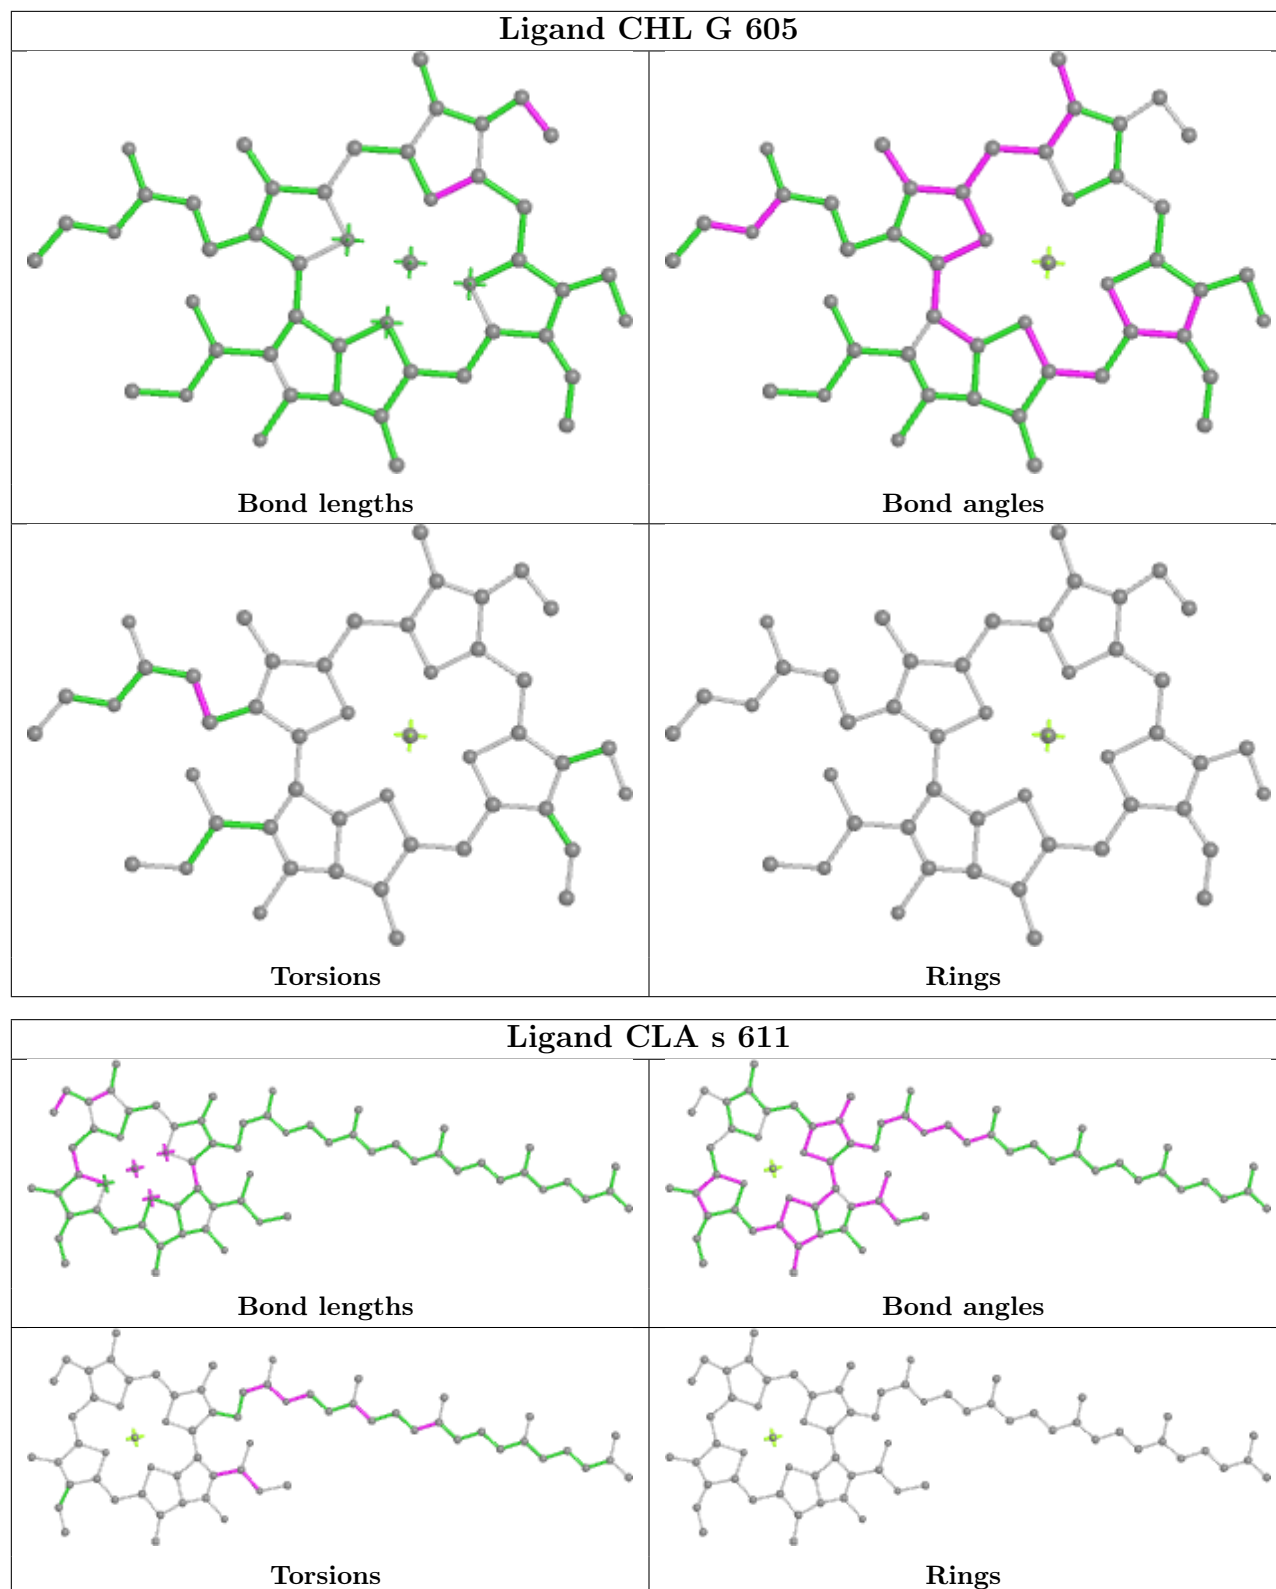 Ligand CHL G 605
Bond lengths
Bond angles
Torsions
Rings
Ligand CLA s 611
Bond lengths
Bond angles
Torsions
Rings